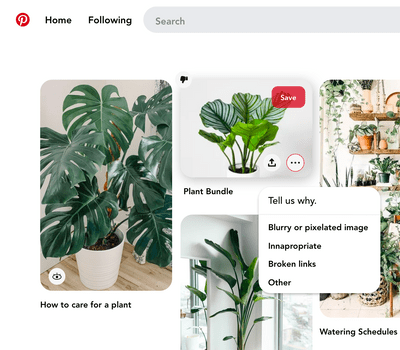 Home
Following
Search
Save
Plant Bundle
Tell us why.
Blurry or pixelated image
Innapropriate
Broken links
Other
How to care for a plant
Watering Schedules